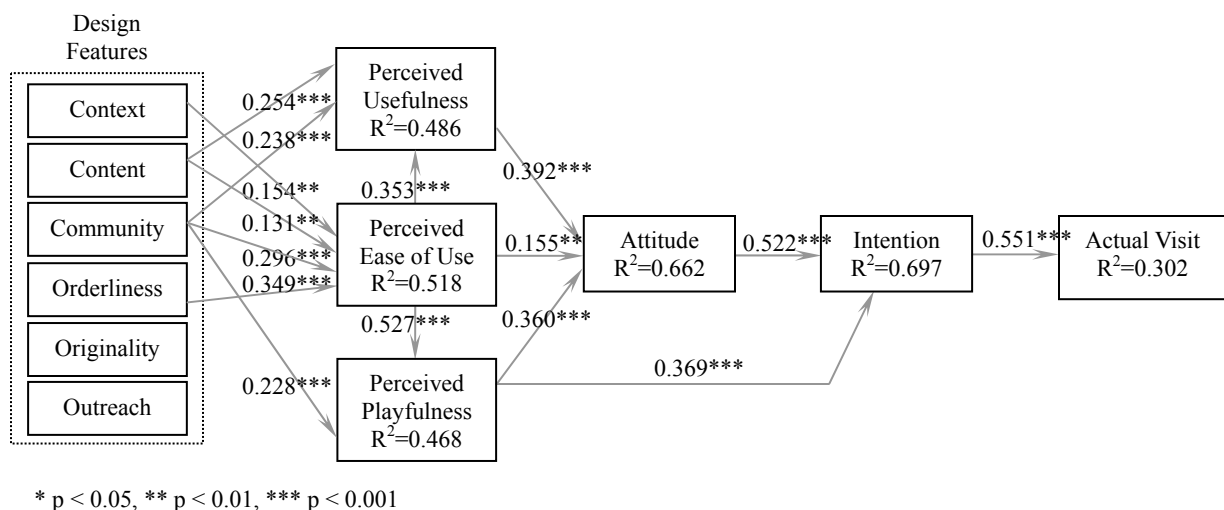 Design
Features
Context
Content
Community
Orderliness
Originality
Outreach
0.254***
0.238***
0.154**
0.131**
0.296***
0.349***
0.228***
Perceived
Usefulness
R²=0.486
0.353***
Perceived
Ease of Use
R²=0.518
0.527***
Perceived
Playfulness
R²=0.468
0.392***
0.155**
0.360***
0.369***
Attitude
R²=0.662
0.522***
Intention
R²=0.697
0.551***
Actual Visit
R²=0.302
* p < 0.05, ** p < 0.01, *** p < 0.001